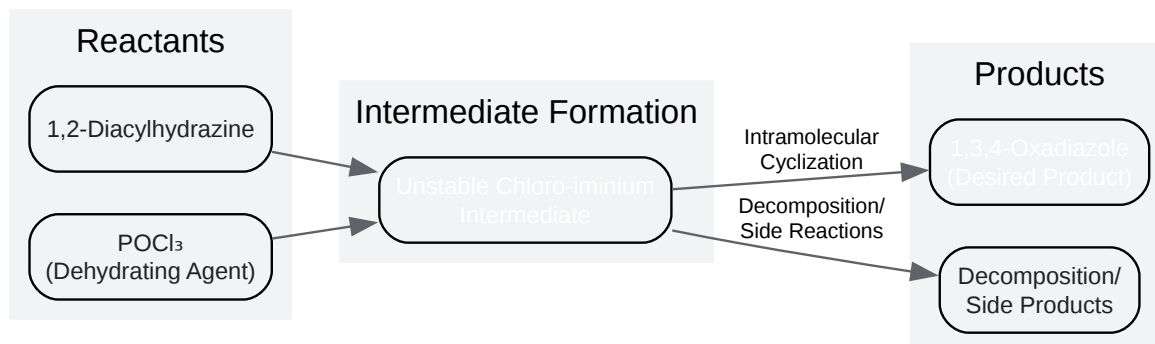 Reactants
1,2-Diacylhydrazine
POCl₃
(Dehydrating Agent)
Intermediate Formation
Unstable Chloro-iminium
Intermediate
Intramolecular
Cyclization
Decomposition/
Side Reactions
Products
1,3,4-Oxadiazole
(Desired Product)
Decomposition/
Side Products